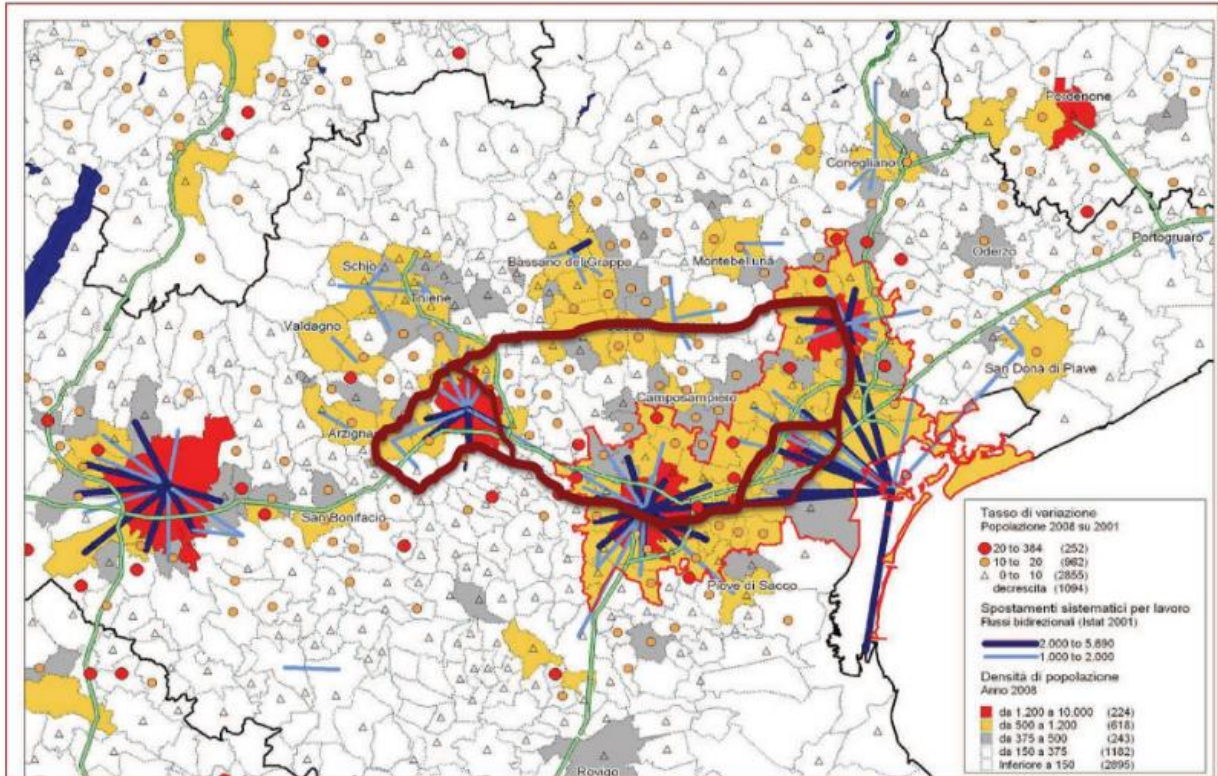 Pordenone
Conegliano
Portogruaro
Oderzo
Schio
Bassano del Grappa
Montebelluna
Thiene
Valdagno
San Donà di Piave
Camposampiero
Arzigna
San Bonifacio
Piove di Sacco
Rovigo
Tasso di variazione
Popolazione 2008 su 2001
20 to 384 (252)
10 to 20 (962)
0 to 10 (2855)
decrescita (1094)
Spostamenti sistematici per lavoro
Flussi bidirezionali (Istat 2001)
2.000 to 5.690
1.000 to 2.000
Densità di popolazione
Anno 2008
da 1.200 a 10.000 (224)
da 500 a 1.200 (618)
da 375 a 500 (243)
da 150 a 375 (1182)
Inferiore a 150 (2895)